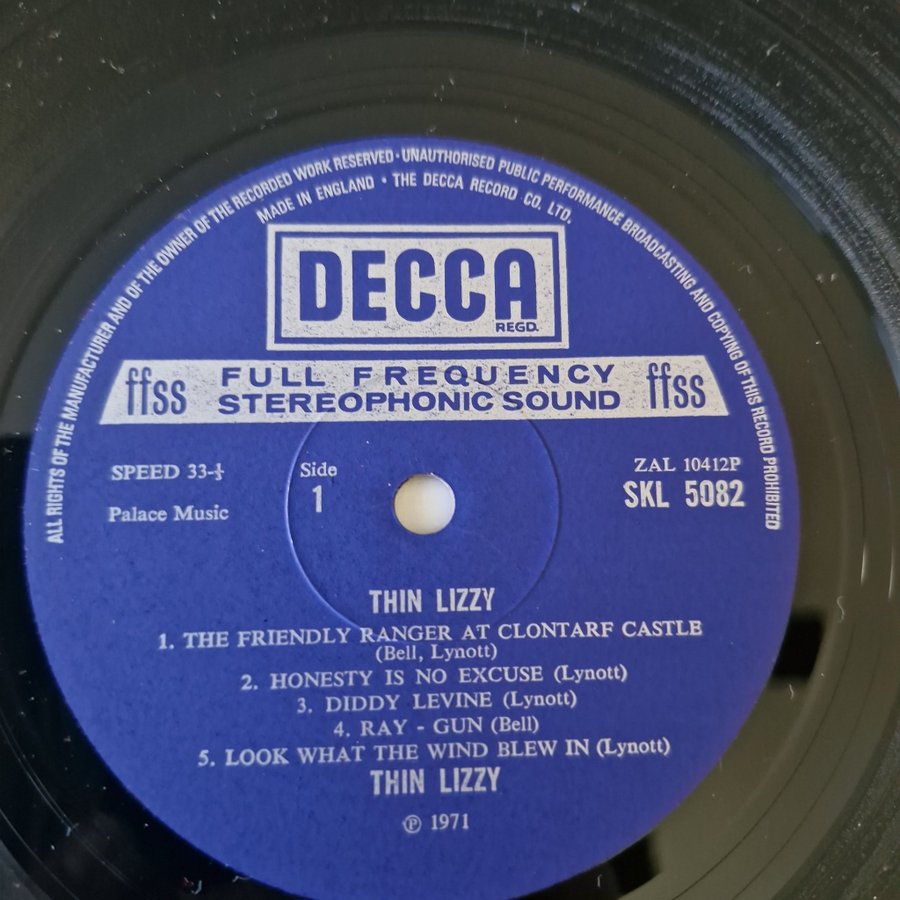 ALL RIGHTS OF THE MANUFACTURER AND OF THE OWNER OF THE RECORDED WORK RESERVED · UNAUTHORISED PUBLIC PERFORMANCE BROADCASTING AND COPYING OF THIS RECORD PROHIBITED
MADE IN ENGLAND · THE DECCA RECORD CO. LTD.
DECCA
REGD.
ffss FULL FREQUENCY ffss
STEREOPHONIC SOUND
SPEED 33-⅓ Side ZAL 10412P
1 SKL 5082
Palace Music
THIN LIZZY
1. THE FRIENDLY RANGER AT CLONTARF CASTLE
(Bell, Lynott)
2. HONESTY IS NO EXCUSE (Lynott)
3. DIDDY LEVINE (Lynott)
4. RAY - GUN (Bell)
5. LOOK WHAT THE WIND BLEW IN (Lynott)
THIN LIZZY
℗ 1971